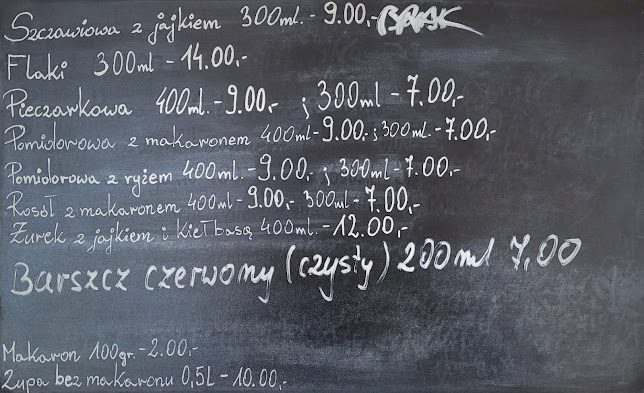 Szczawiowa z jajkiem 300ml. - 9.00,- BRAK
Flaki 300ml - 14.00.-
Pieczarkowa 400ml. - 9.00.- ; 300ml - 7.00.-
Pomidorowa z makaronem 400ml - 9.00.- ; 300ml - 7.00.-
Pomidorowa z ryżem 400ml. - 9.00.- ; 300ml - 7.00.-
Rosół z makaronem 400ml - 9.00.- 300ml - 7.00.-
Żurek z jajkiem i kiełbasą 400ml. - 12.00.-
Barszcz czerwony (czysty) 200ml 7.00
Makaron 100gr. - 2.00.-
Zupa bez makaronu 0,5L - 10.00.-